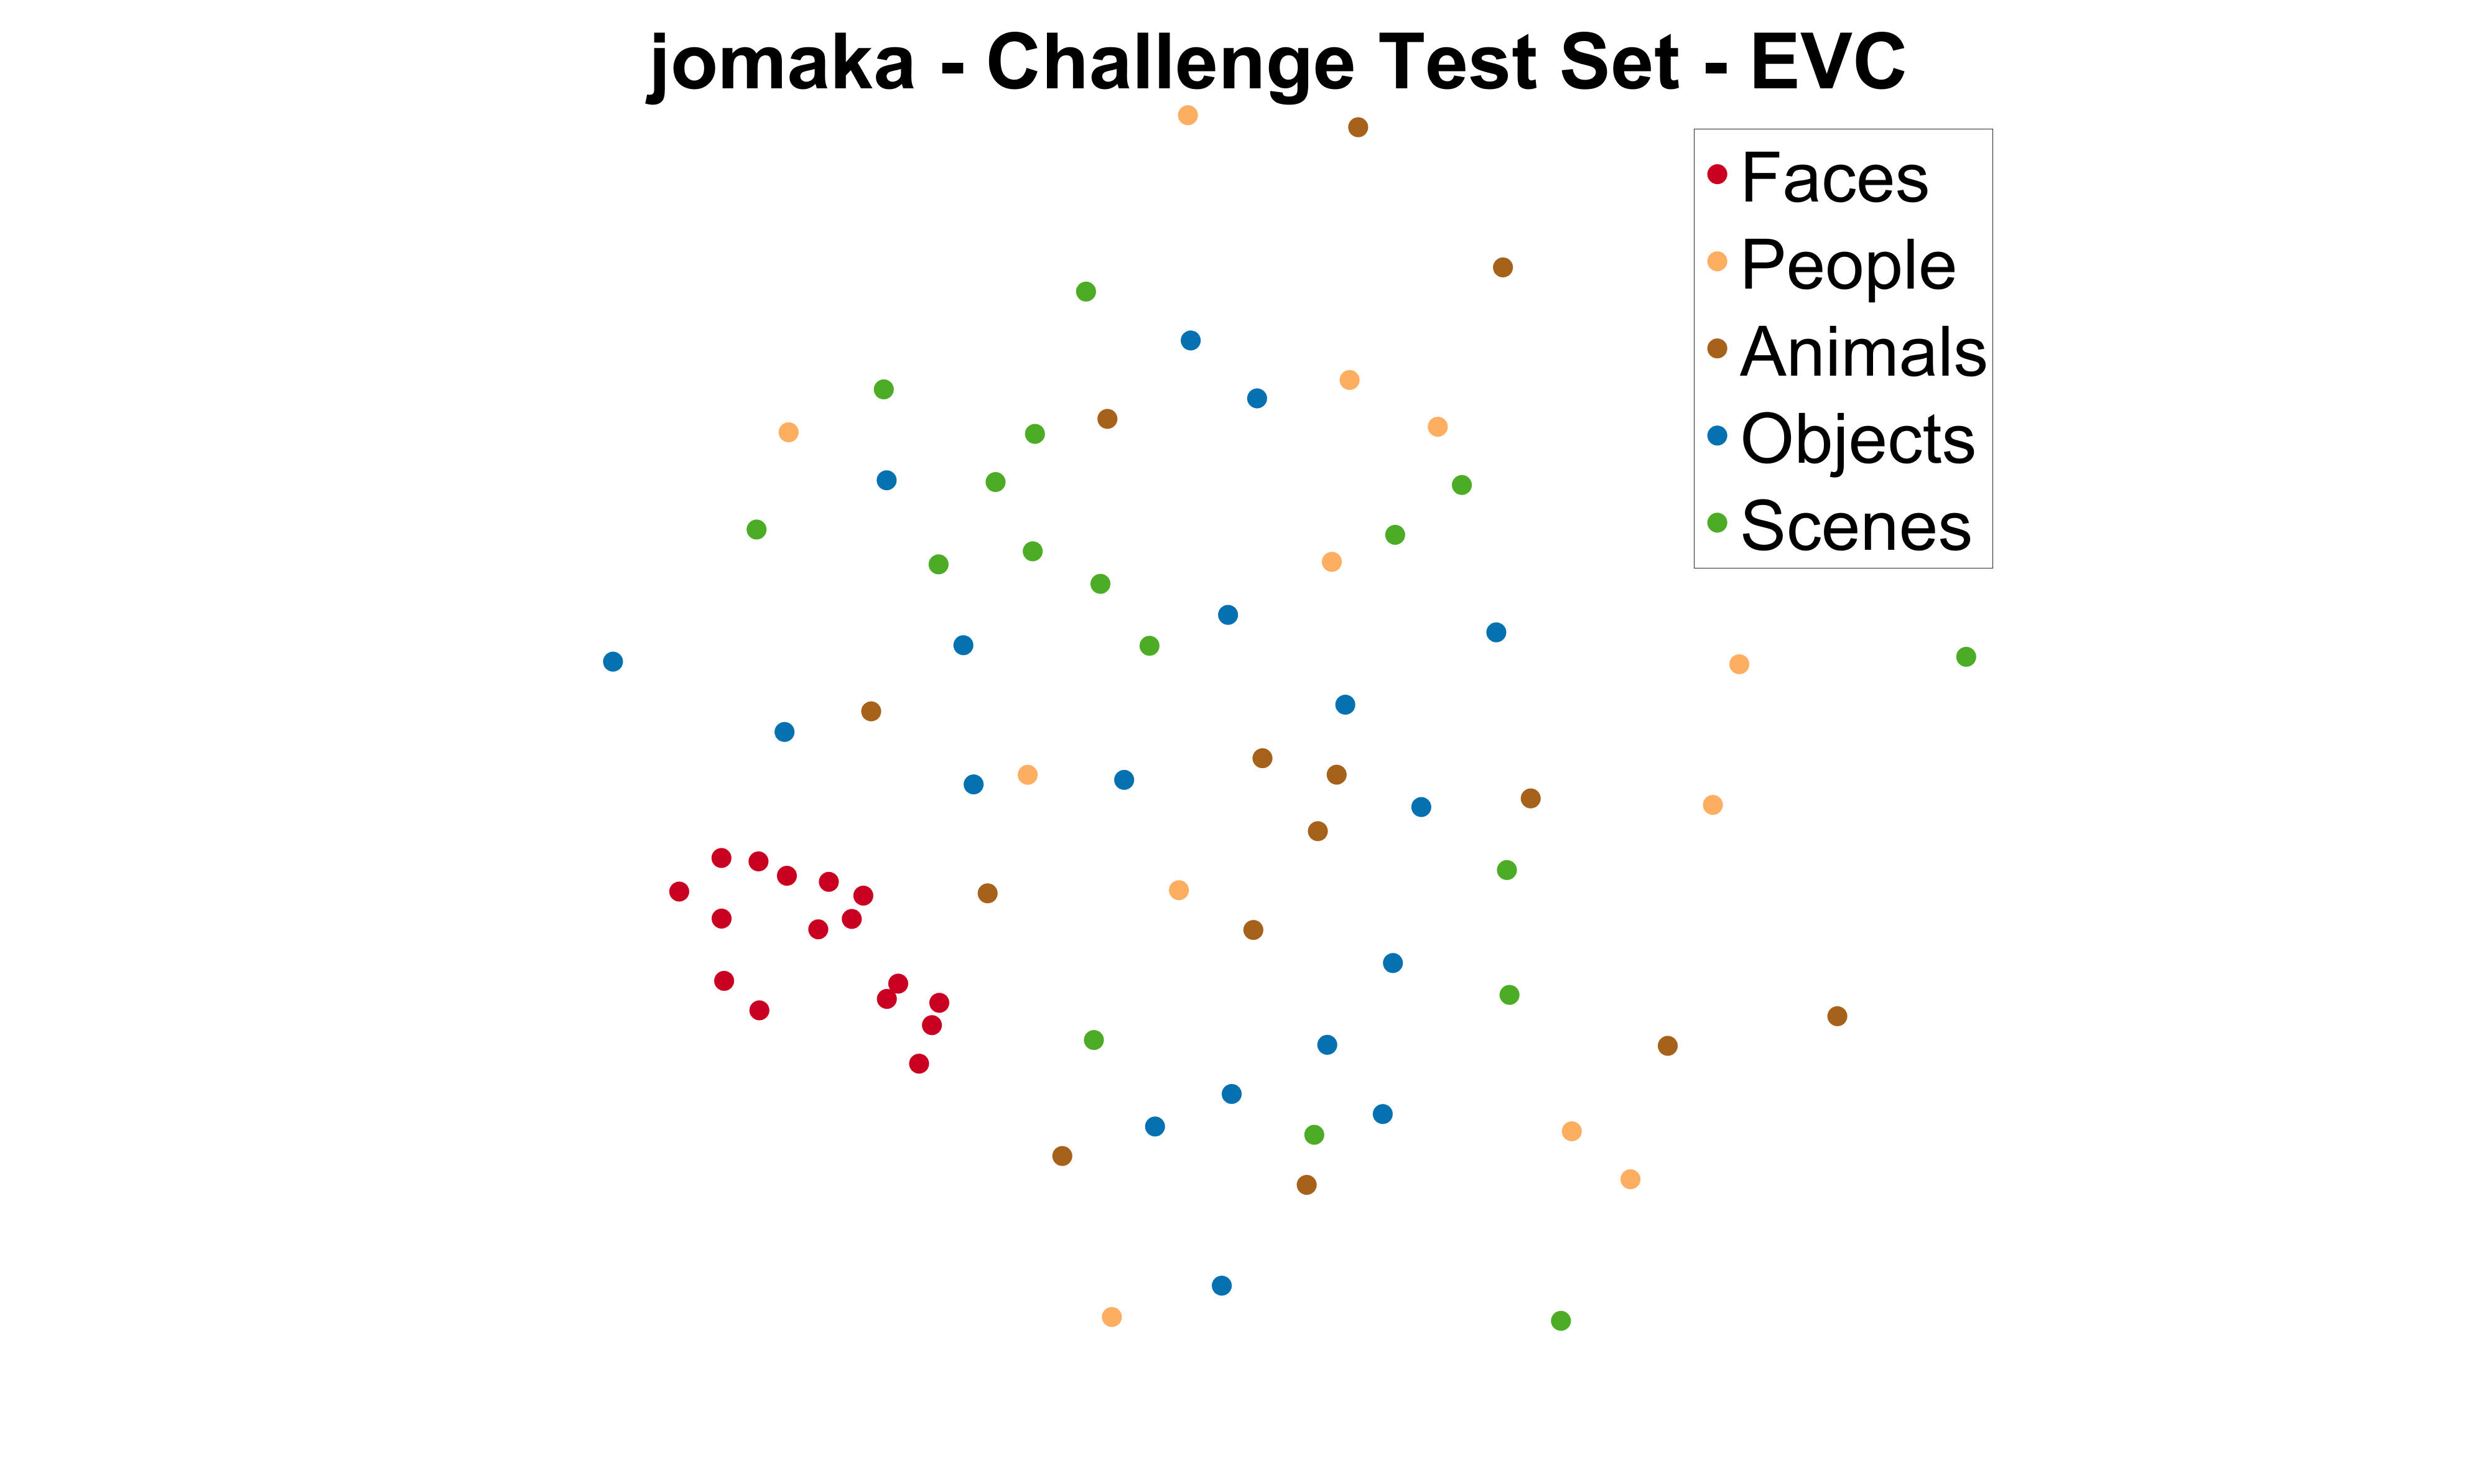 jomaka - Challenge Test Set - EVC
Faces
People
Animals
Objects
Scenes